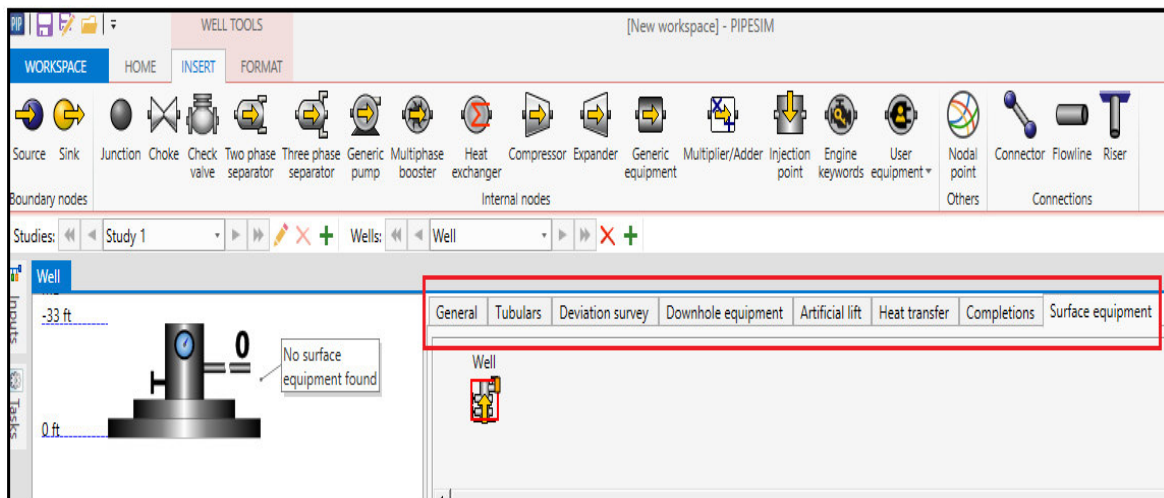 PIP
WELL TOOLS
[New workspace] - PIPESIM
WORKSPACE HOME INSERT FORMAT
Source Sink Junction Choke Check valve Two phase separator Three phase separator Generic pump Multiphase booster Heat exchanger Compressor Expander Generic equipment Multiplier/Adder Injection point Engine keywords User equipment Nodal point Connector Flowline Riser
Boundary nodes Internal nodes Others Connections
Studies: Study 1 Wells: Well
Well
Inputs
Tasks
-33 ft
0
No surface
equipment found
0 ft
General Tubulars Deviation survey Downhole equipment Artificial lift Heat transfer Completions Surface equipment
Well